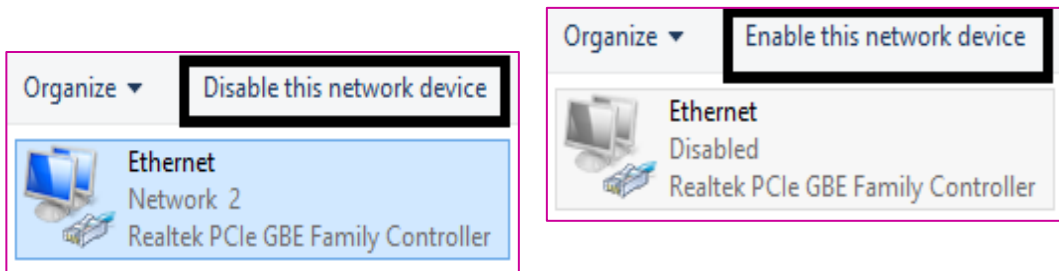 Organize ▼ Disable this network device
Ethernet
Network 2
Realtek PCIe GBE Family Controller
Organize ▼ Enable this network device
Ethernet
Disabled
Realtek PCIe GBE Family Controller